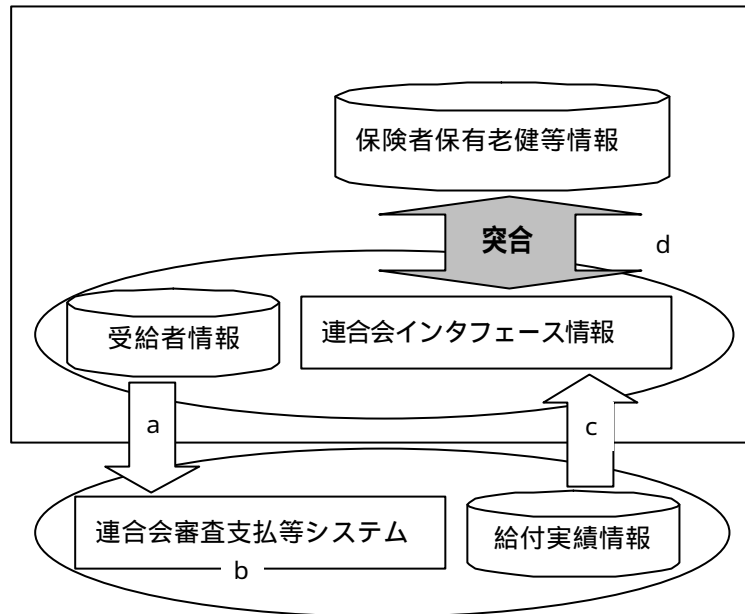 保険者保有老健等情報
突合
d
受給者情報
連合会インタフェース情報
a
c
連合会審査支払等システム
給付実績情報
b